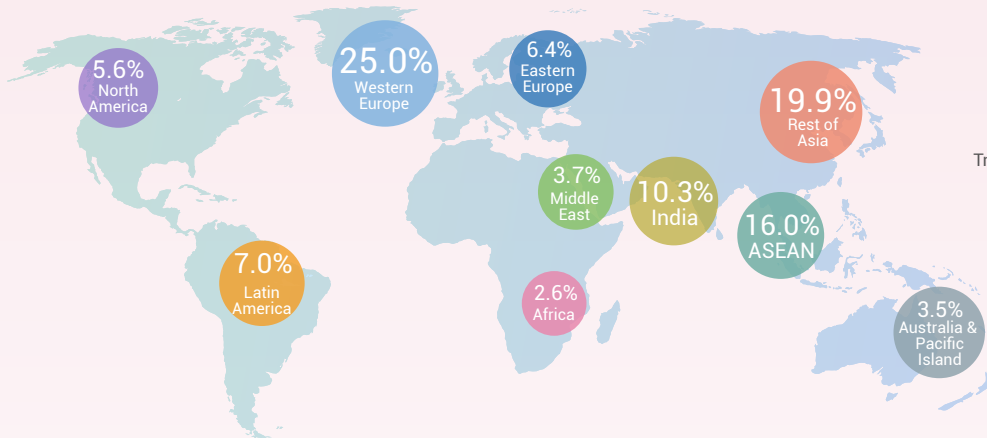 5.6%
North
America
25.0%
Western
Europe
6.4%
Eastern
Europe
19.9%
Rest of
Asia
3.7%
Middle
East
10.3%
India
16.0%
ASEAN
7.0%
Latin
America
2.6%
Africa
3.5%
Australia &
Pacific
Island